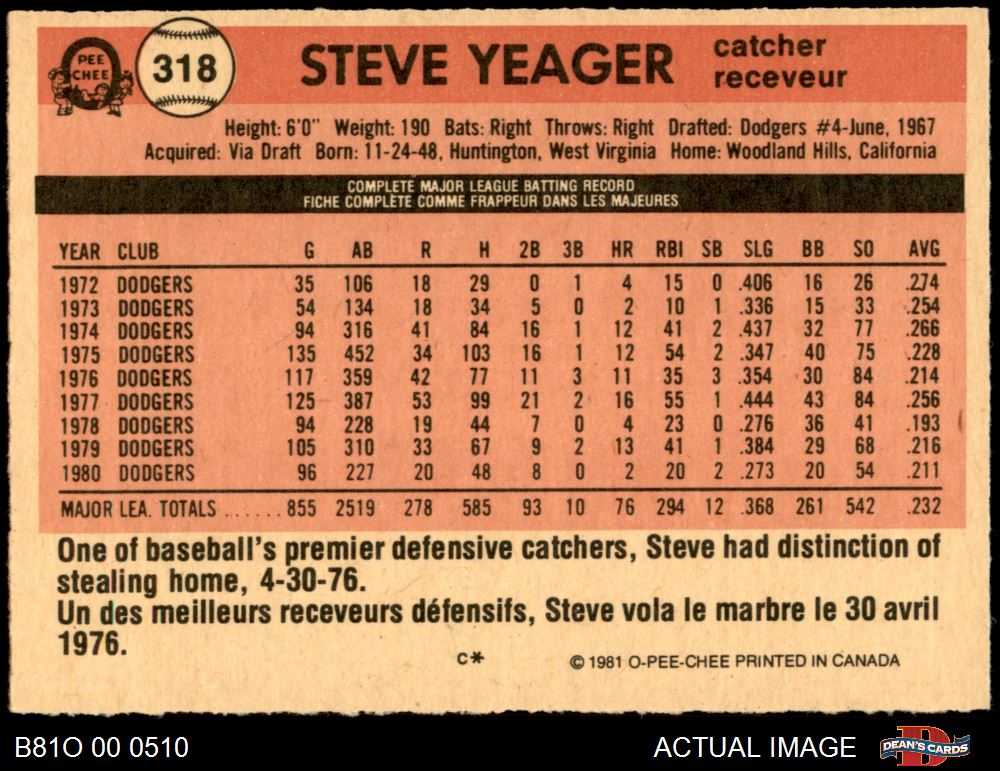 PEE CHEE
318
STEVE YEAGER
catcher
receveur
Height: 6'0" Weight: 190 Bats: Right Throws: Right Drafted: Dodgers #4-June, 1967
Acquired: Via Draft Born: 11-24-48, Huntington, West Virginia Home: Woodland Hills, California
COMPLETE MAJOR LEAGUE BATTING RECORD
FICHE COMPLÈTE COMME FRAPPEUR DANS LES MAJEURES
YEAR CLUB G AB R H 2B 3B HR RBI SB SLG BB SO AVG
1972 DODGERS 35 106 18 29 0 1 4 15 0 .406 16 26 .274
1973 DODGERS 54 134 18 34 5 0 2 10 1 .336 15 33 .254
1974 DODGERS 94 316 41 84 16 1 12 41 2 .437 32 77 .266
1975 DODGERS 135 452 34 103 16 1 12 54 2 .347 40 75 .228
1976 DODGERS 117 359 42 77 11 3 11 35 3 .354 30 84 .214
1977 DODGERS 125 387 53 99 21 2 16 55 1 .444 43 84 .256
1978 DODGERS 94 228 19 44 7 0 4 23 0 .276 36 41 .193
1979 DODGERS 105 310 33 67 9 2 13 41 1 .384 29 68 .216
1980 DODGERS 96 227 20 48 8 0 2 20 2 .273 20 54 .211
MAJOR LEA. TOTALS ...... 855 2519 278 585 93 10 76 294 12 .368 261 542 .232
One of baseball's premier defensive catchers, Steve had distinction of
stealing home, 4-30-76.
Un des meilleurs receveurs défensifs, Steve vola le marbre le 30 avril
1976.
C* © 1981 O-PEE-CHEE PRINTED IN CANADA
B81O 00 0510 ACTUAL IMAGE DEAN'S CARDS